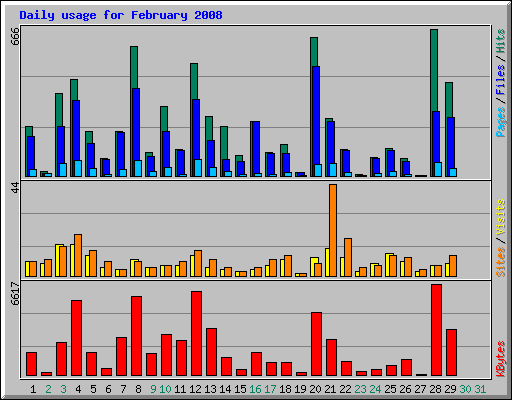 Daily usage for February 2008
666
Pages / Files / Hits
44
Sites / Visits
6617
KBytes
1 2 3 4 5 6 7 8 9 10 11 12 13 14 15 16 17 18 19 20 21 22 23 24 25 26 27 28 29 30 31